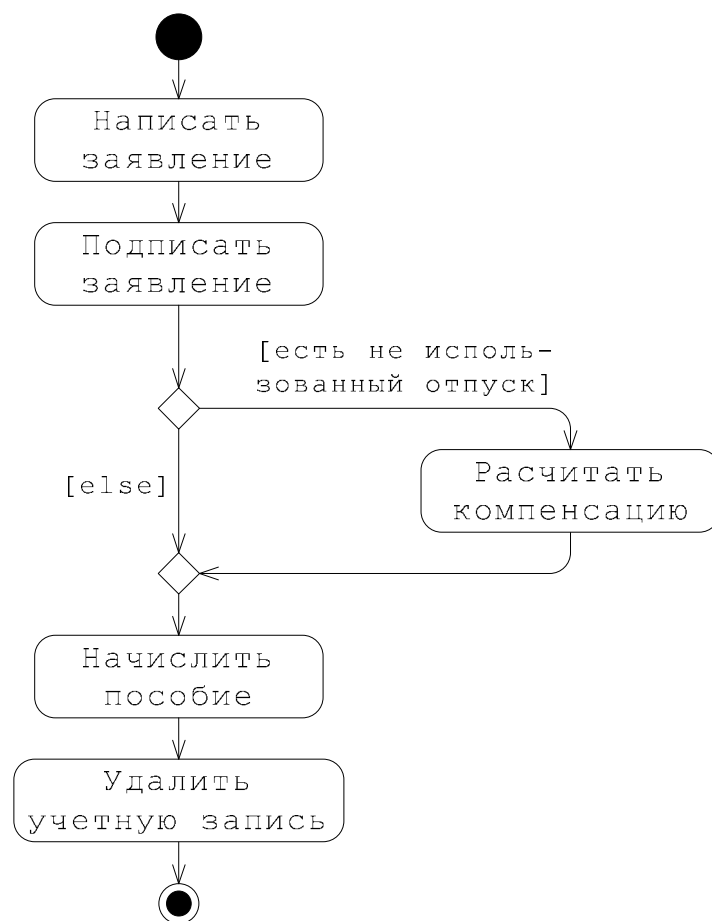 Написать
заявление
Подписать
заявление
[есть не исполь-
зованный отпуск]
[else]
Расчитать
компенсацию
Начислить
пособие
Удалить
учетную запись